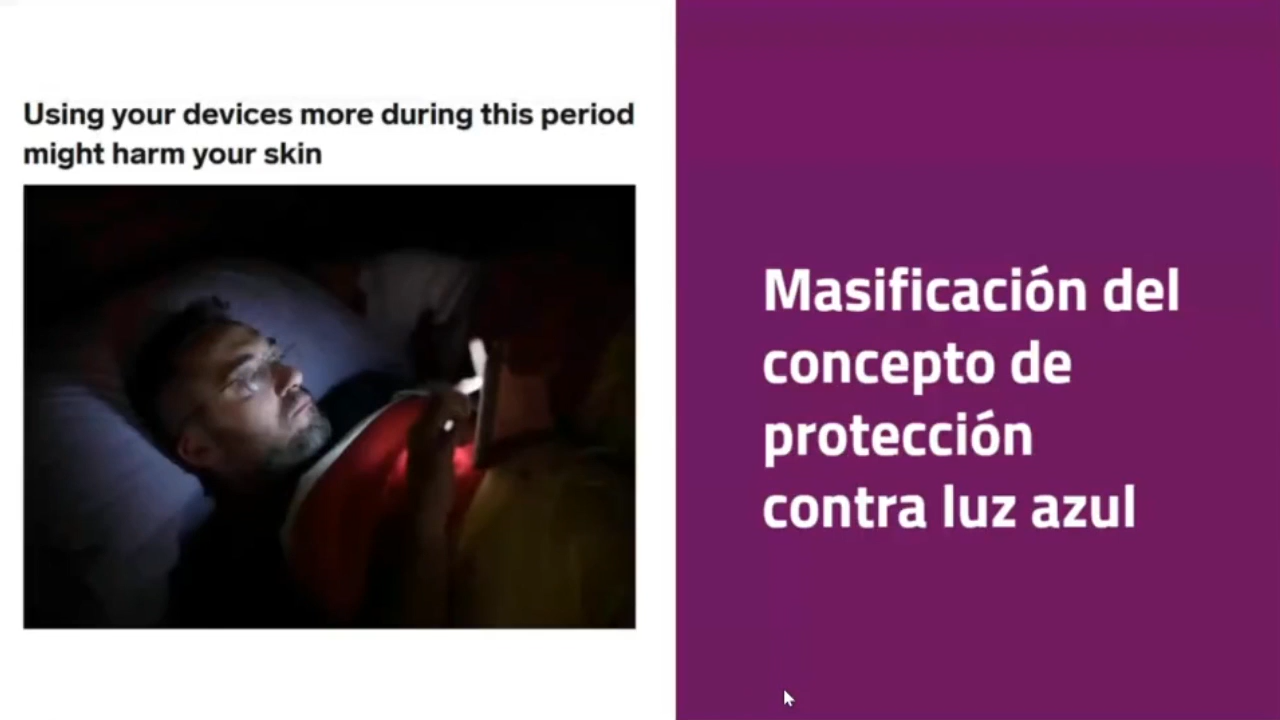 Using your devices more during this period
might harm your skin
Masificación del
concepto de
protección
contra luz azul